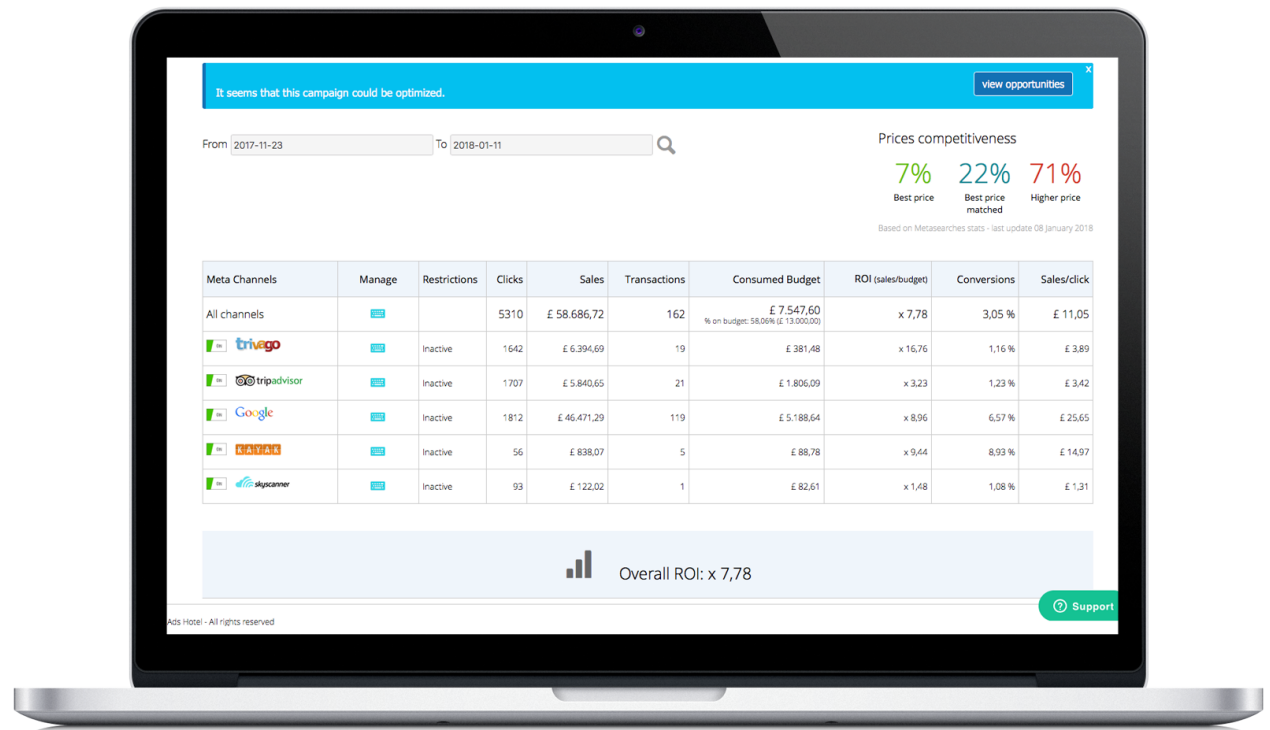 It seems that this campaign could be optimized.
view opportunities
x
From 2017-11-23 To 2018-01-11
Prices competitiveness
7% 22% 71%
Best price Best price matched Higher price
Based on Metasearches stats - last update 08 January 2018
Meta Channels Manage Restrictions Clicks Sales Transactions Consumed Budget ROI (sales/budget) Conversions Sales/click
All channels 5310 £ 58.686,72 162 £ 7.547,60 x 7,78 3,05 % £ 11,05
% on budget: 58,06% (£ 13.000,00)
ON trivago Inactive 1642 £ 6.394,69 19 £ 381,48 x 16,76 1,16 % £ 3,89
ON tripadvisor Inactive 1707 £ 5.840,65 21 £ 1.806,09 x 3,23 1,23 % £ 3,42
ON Google Inactive 1812 £ 46.471,29 119 £ 5.188,64 x 8,96 6,57 % £ 25,65
ON KAYAK Inactive 56 £ 838,07 5 £ 88,78 x 9,44 8,93 % £ 14,97
ON skyscanner Inactive 93 £ 122,02 1 £ 82,61 x 1,48 1,08 % £ 1,31
Overall ROI: x 7,78
? Support
Ads Hotel - All rights reserved